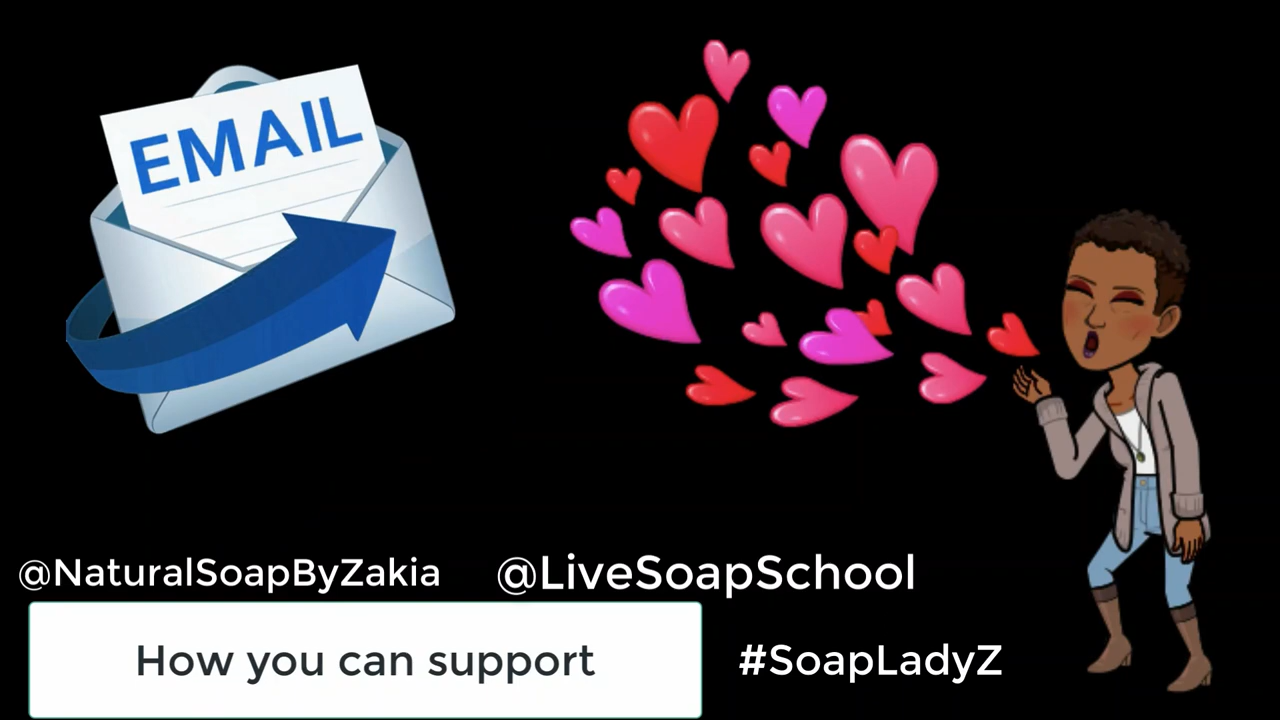 EMAIL
@NaturalSoapByZakia
@LiveSoapSchool
How you can support
#SoapLadyZ